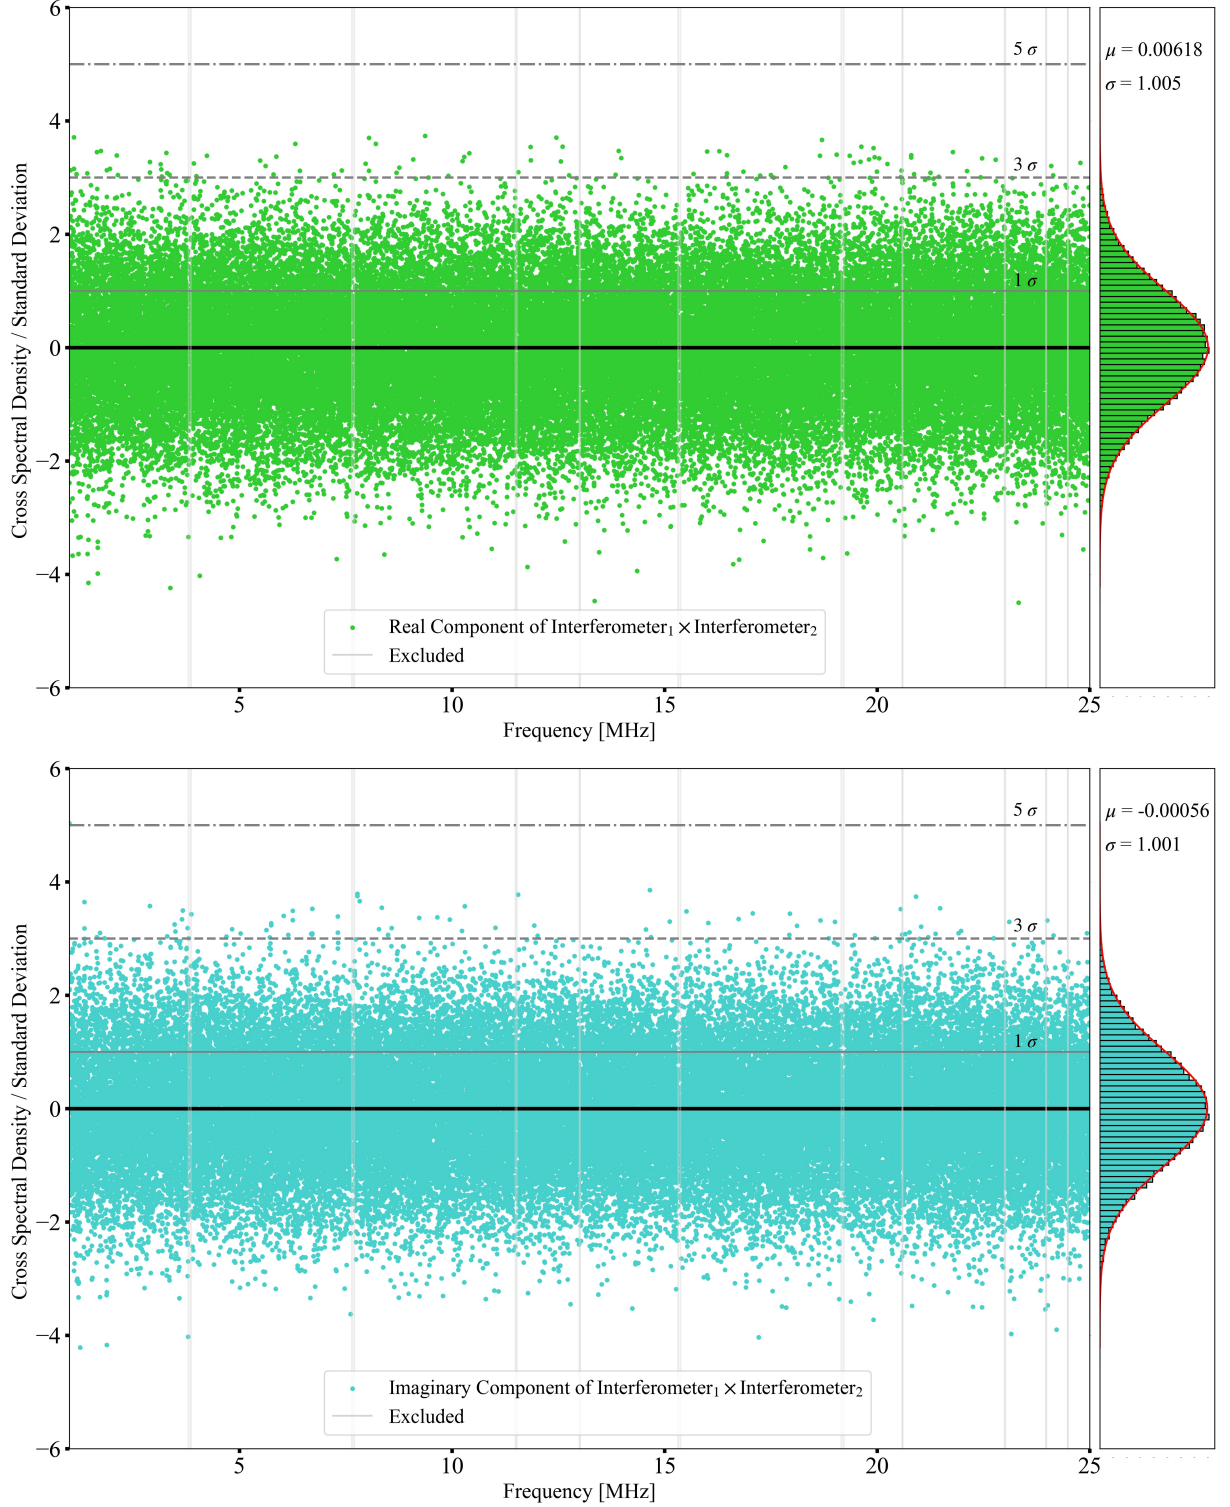 6
4
2
0
−2
−4
−6
Cross Spectral Density / Standard Deviation
5 σ
3 σ
1 σ
μ = 0.00618
σ = 1.005
Real Component of Interferometer₁ × Interferometer₂
Excluded
5
10
15
20
25
Frequency [MHz]
6
4
2
0
−2
−4
−6
Cross Spectral Density / Standard Deviation
5 σ
3 σ
1 σ
μ = -0.00056
σ = 1.001
Imaginary Component of Interferometer₁ × Interferometer₂
Excluded
5
10
15
20
25
Frequency [MHz]